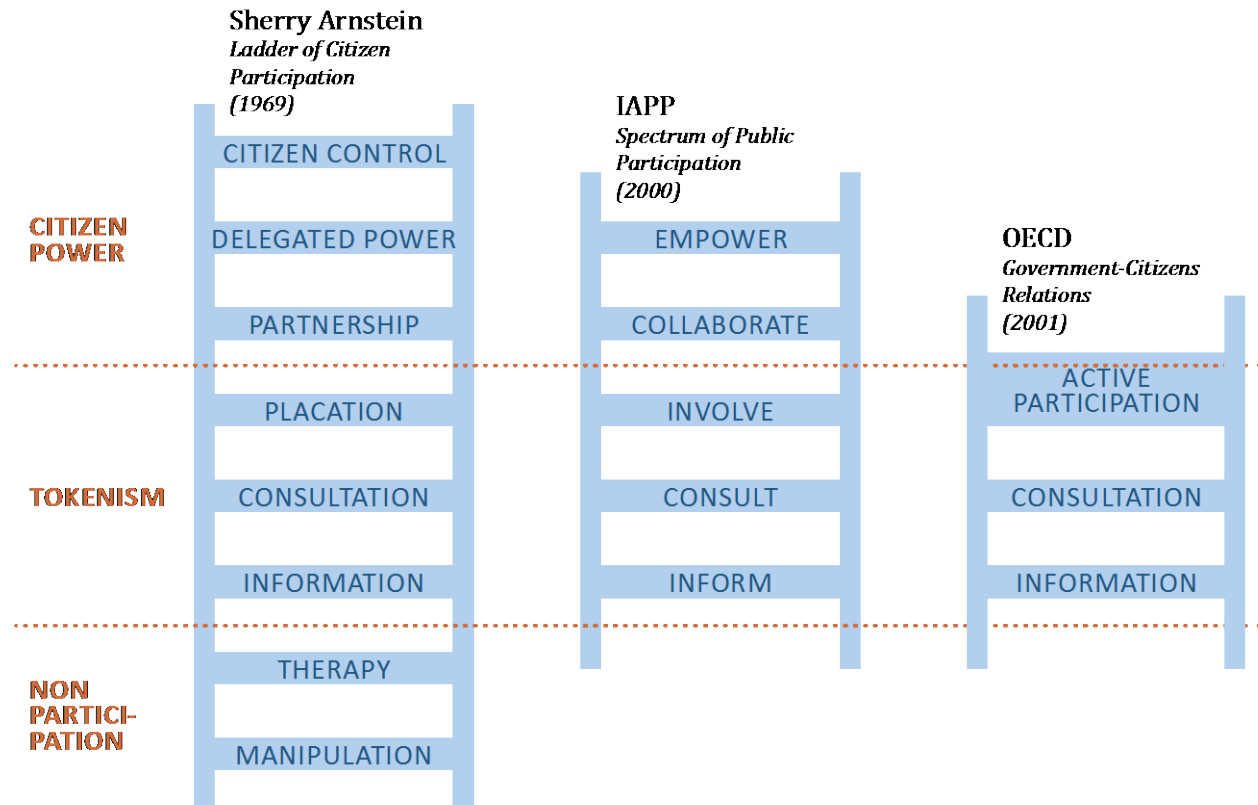 Sherry Arnstein
Ladder of Citizen
Participation
(1969)
CITIZEN CONTROL
DELEGATED POWER
PARTNERSHIP
PLACATION
CONSULTATION
INFORMATION
THERAPY
MANIPULATION
IAPP
Spectrum of Public
Participation
(2000)
EMPOWER
COLLABORATE
INVOLVE
CONSULT
INFORM
OECD
Government-Citizens
Relations
(2001)
ACTIVE
PARTICIPATION
CONSULTATION
INFORMATION
CITIZEN
POWER
TOKENISM
NON
PARTICI-
PATION